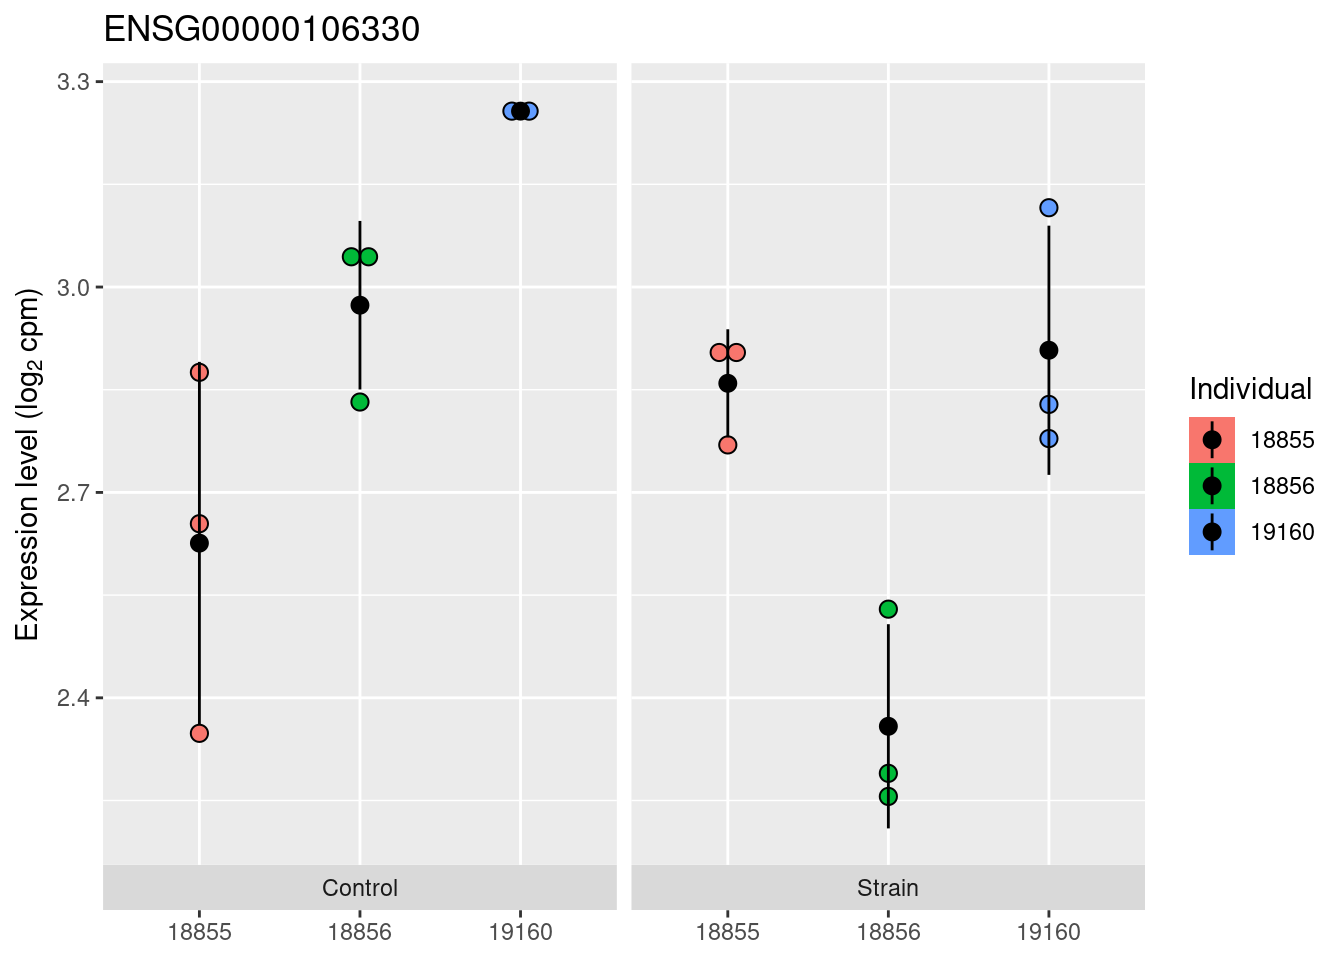 ENSG00000106330
Expression level (log₂ cpm)
3.3
3.0
2.7
2.4
Control
Strain
18855
18856
19160
18855
18856
19160
Individual
18855
18856
19160